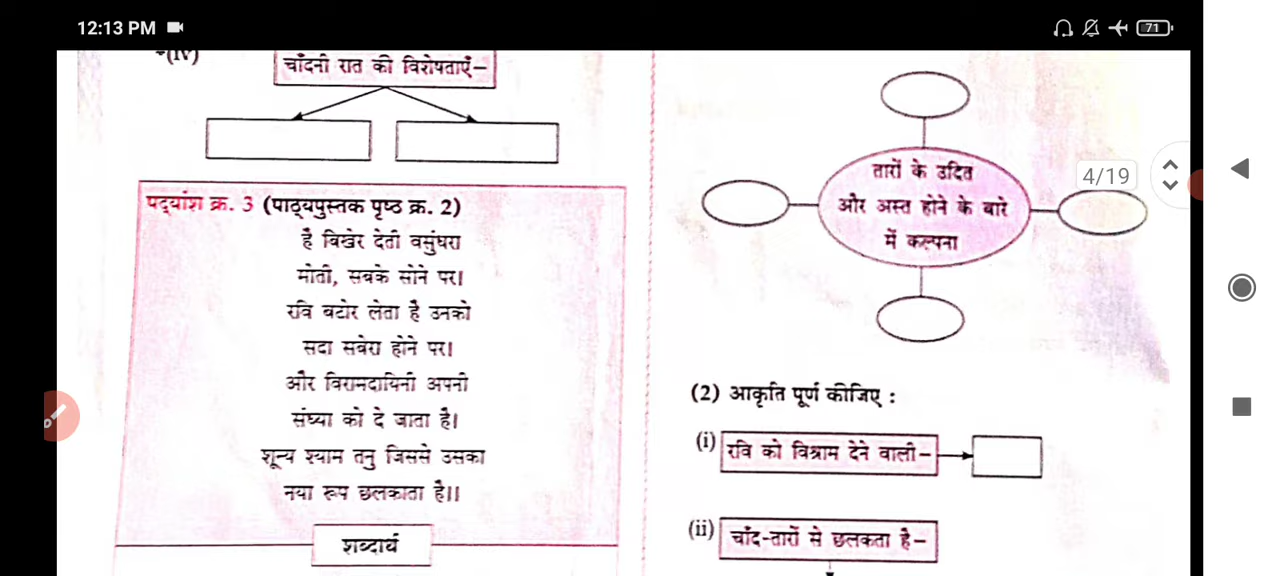 12:13 PM
71
-(iv)
चाँदनी रात की विशेषताएँ–
पद्यांश क्र. 3 (पाठ्यपुस्तक पृष्ठ क्र. 2)
है बिखेर देती वसुंधरा
मोती, सबके सोने पर।
रवि बटोर लेता है उनको
सदा सबेरा होने पर।
और विरामदायिनी अपनी
संध्या को दे जाता है।
शून्य श्याम तनु जिससे उसका
नया रूप छलकाता है।।
शब्दार्थ
तारों के उदित
और अस्त होने के बारे
में कल्पना
4/19
(2) आकृति पूर्ण कीजिए :
(i) रवि को विश्राम देने वाली–
(ii) चाँद-तारों से छलकता है–